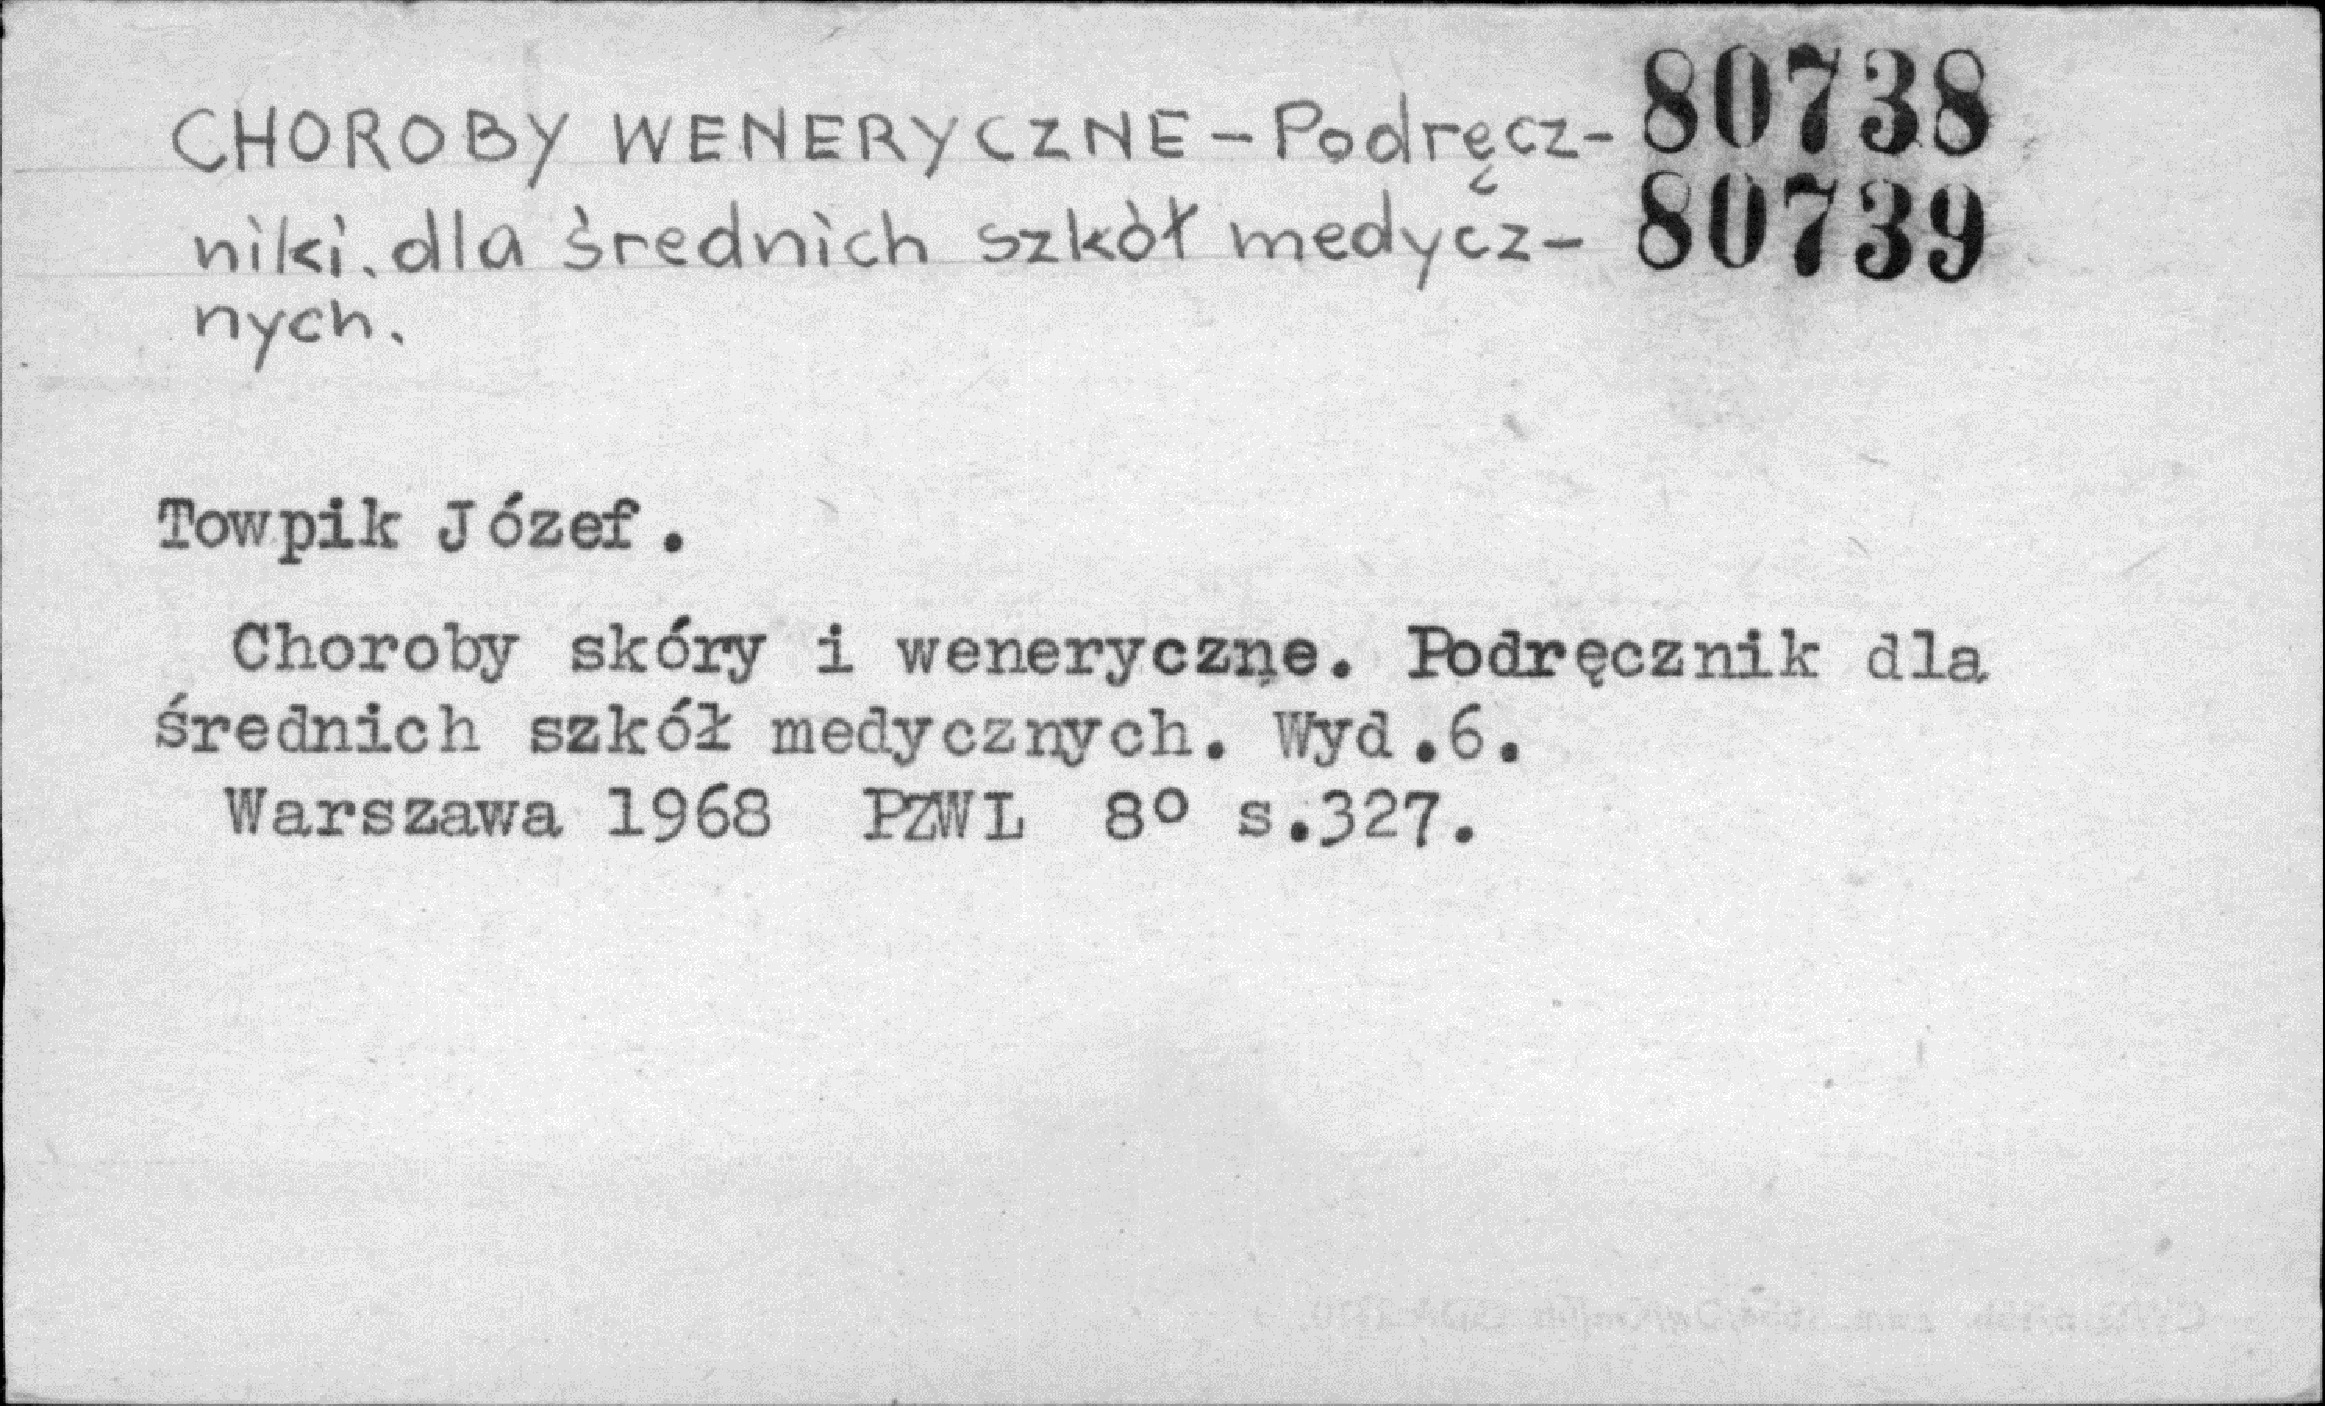 CHOROBY WENERYCZNE - Podręcz-
niki. dla średnich szkół medycz-
nych.
80738
80739
Towpik Józef.
Choroby skóry i weneryczne. Podręcznik dla
średnich szkół medycznych. Wyd.6.
Warszawa 1968 PZWL 8° s.327.